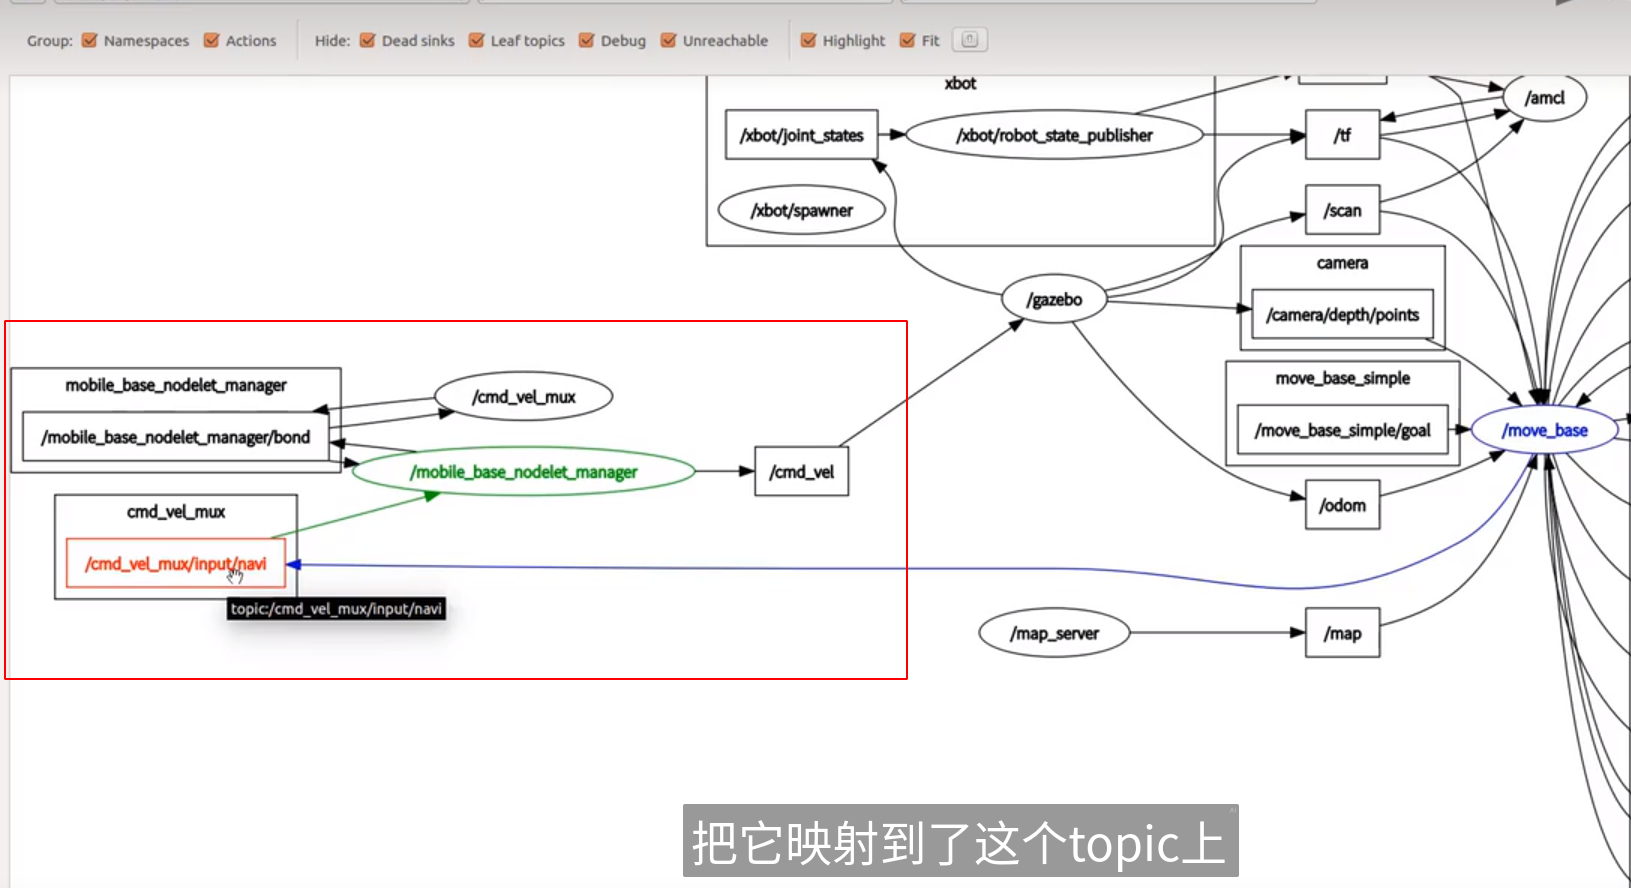 Group: Namespaces Actions Hide: Dead sinks Leaf topics Debug Unreachable Highlight Fit
xbot
/amcl
/xbot/joint_states
/xbot/robot_state_publisher
/tf
/xbot/spawner
/scan
camera
/gazebo
/camera/depth/points
mobile_base_nodelet_manager
/cmd_vel_mux
move_base_simple
/mobile_base_nodelet_manager/bond
/move_base_simple/goal
/move_base
/mobile_base_nodelet_manager
/cmd_vel
cmd_vel_mux
/odom
/cmd_vel_mux/input/navi
topic:/cmd_vel_mux/input/navi
/map_server
/map
把它映射到了这个topic上